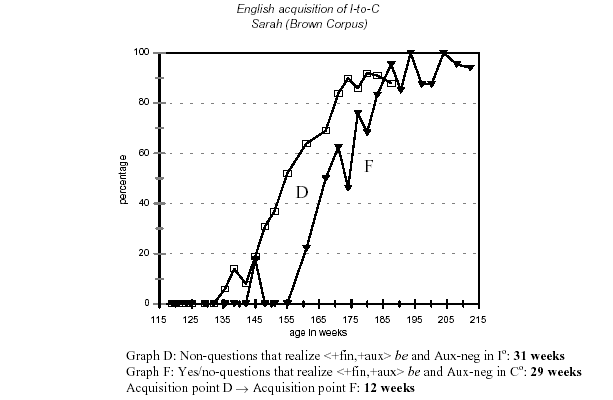 English acquisition of I-to-C
Sarah (Brown Corpus)
100
80
60
40
20
0
percentage
D
F
115 125 135 145 155 165 175 185 195 205 215
age in weeks
Graph D: Non-questions that realize <+fin,+aux> be and Aux-neg in I°: 31 weeks
Graph F: Yes/no-questions that realize <+fin,+aux> be and Aux-neg in C°: 29 weeks
Acquisition point D → Acquisition point F: 12 weeks